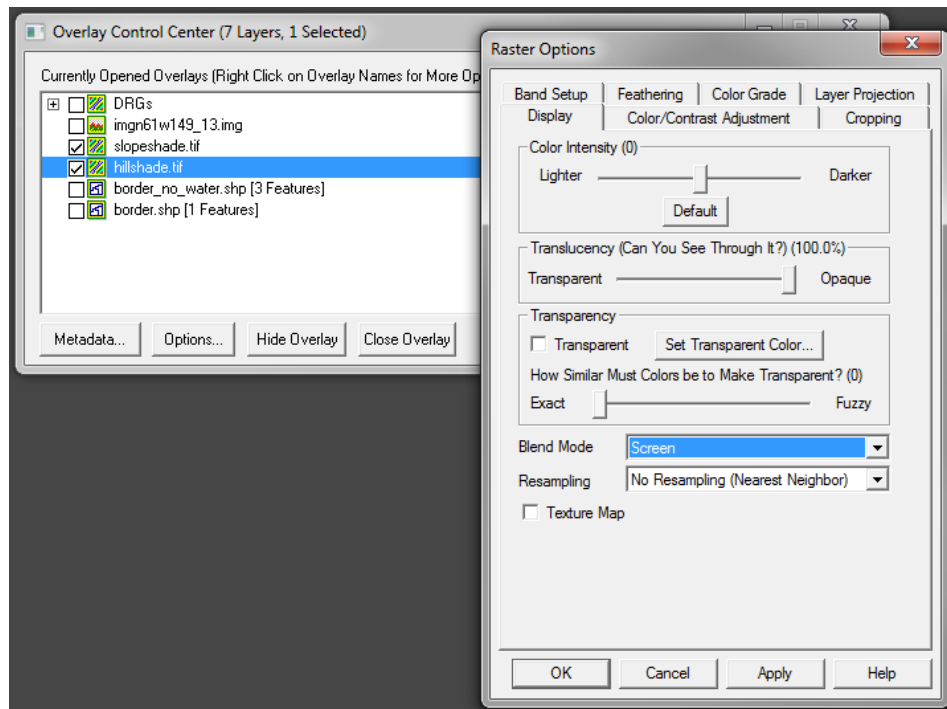 Overlay Control Center (7 Layers, 1 Selected)
Currently Opened Overlays (Right Click on Overlay Names for More Op
DRGs
imgn61w149_13.img
slopeshade.tif
hillshade.tif
border_no_water.shp [3 Features]
border.shp [1 Features]
Metadata... Options... Hide Overlay Close Overlay
Raster Options
Band Setup Feathering Color Grade Layer Projection
Display Color/Contrast Adjustment Cropping
Color Intensity (0)
Lighter Darker
Default
Translucency (Can You See Through It?) (100.0%)
Transparent Opaque
Transparency
Transparent Set Transparent Color...
How Similar Must Colors be to Make Transparent? (0)
Exact Fuzzy
Blend Mode Screen
Resampling No Resampling (Nearest Neighbor)
Texture Map
OK Cancel Apply Help